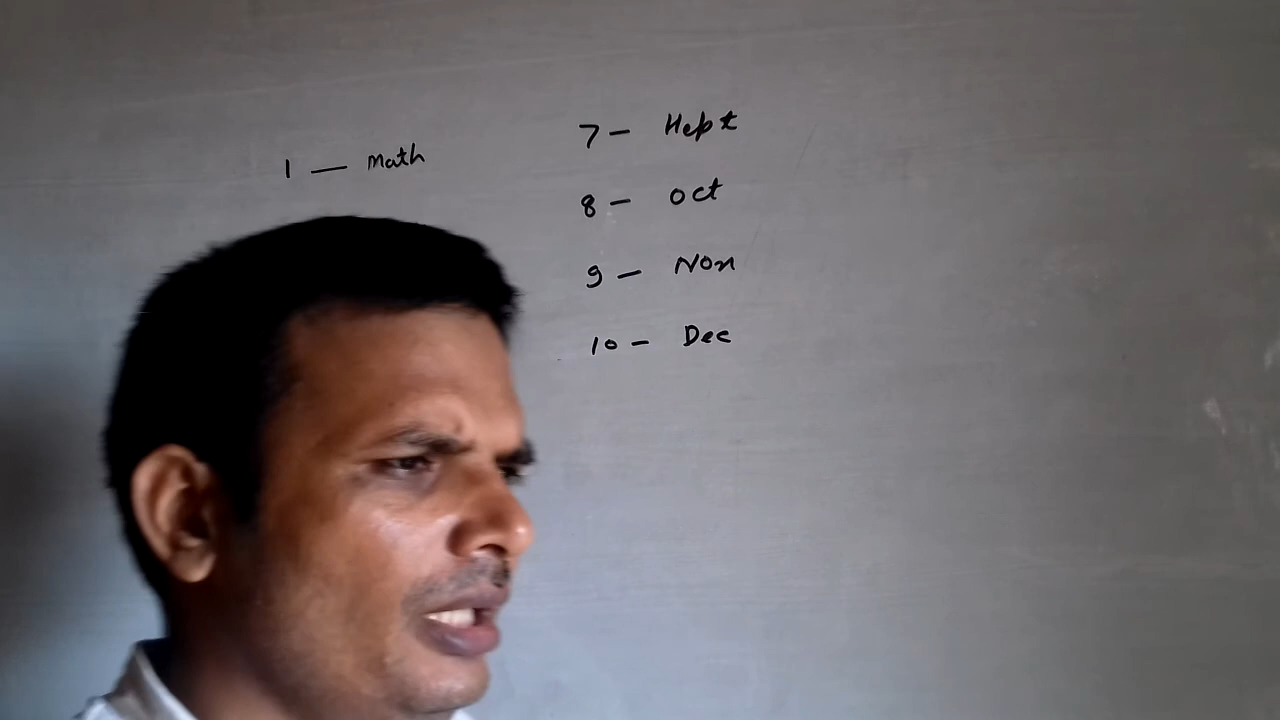 1 — Math
7 — Hept
8 — oct
9 — Non
10 — Dec